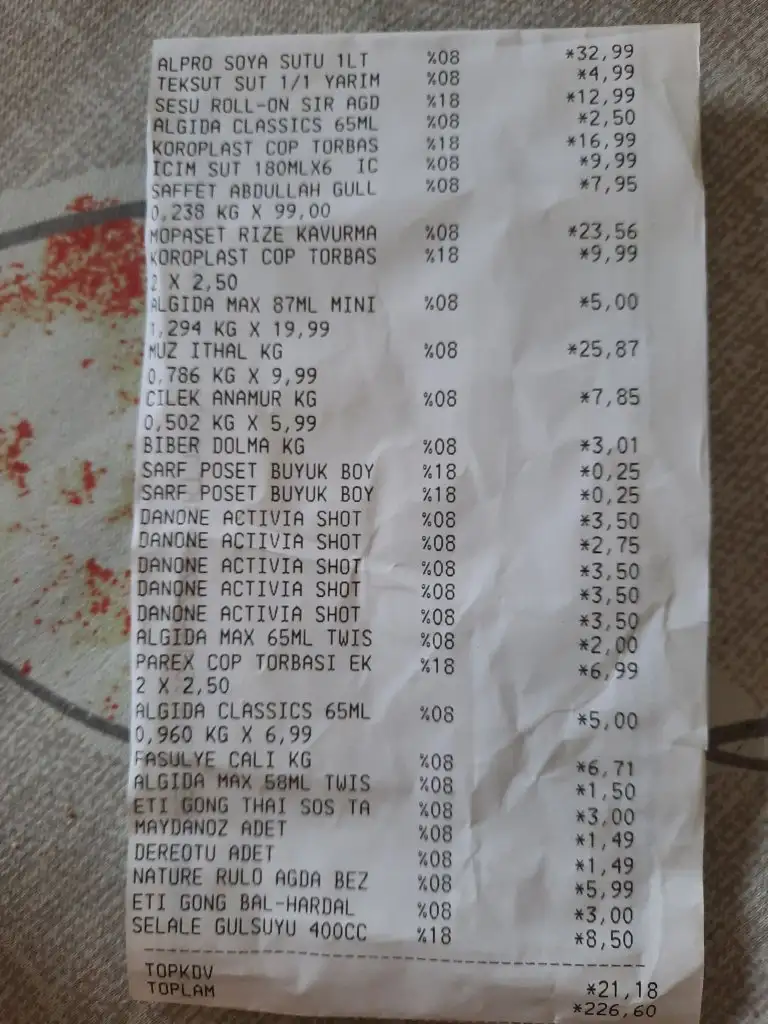 ALPRO SOYA SUTU 1LT %08 *32,99
TEKSUT SUT 1/1 YARIM %08 *4,99
SESU ROLL-ON SIR AGD %18 *12,99
ALGIDA CLASSICS 65ML %08 *2,50
KOROPLAST COP TORBAS %18 *16,99
ICIM SUT 180MLX6 IC %08 *9,99
SAFFET ABDULLAH GULL %08 *7,95
0,238 KG X 99,00
MOPASET RIZE KAVURMA %08 *23,56
KOROPLAST COP TORBAS %18 *9,99
2 X 2,50
ALGIDA MAX 87ML MINI %08 *5,00
1,294 KG X 19,99
MUZ ITHAL KG %08 *25,87
0,786 KG X 9,99
CILEK ANAMUR KG %08 *7,85
0,502 KG X 5,99
BIBER DOLMA KG %08 *3,01
SARF POSET BUYUK BOY %18 *0,25
SARF POSET BUYUK BOY %18 *0,25
DANONE ACTIVIA SHOT %08 *3,50
DANONE ACTIVIA SHOT %08 *2,75
DANONE ACTIVIA SHOT %08 *3,50
DANONE ACTIVIA SHOT %08 *3,50
DANONE ACTIVIA SHOT %08 *3,50
ALGIDA MAX 65ML TWIS %08 *2,00
PAREX COP TORBASI EK %18 *6,99
2 X 2,50
ALGIDA CLASSICS 65ML %08 *5,00
0,960 KG X 6,99
FASULYE CALI KG %08 *6,71
ALGIDA MAX 58ML TWIS %08 *1,50
ETI GONG THAI SOS TA %08 *3,00
MAYDANOZ ADET %08 *1,49
DEREOTU ADET %08 *1,49
NATURE RULO AGDA BEZ %08 *5,99
ETI GONG BAL-HARDAL %08 *3,00
SELALE GULSUYU 400CC %18 *8,50
TOPKDV *21,18
TOPLAM *226,60